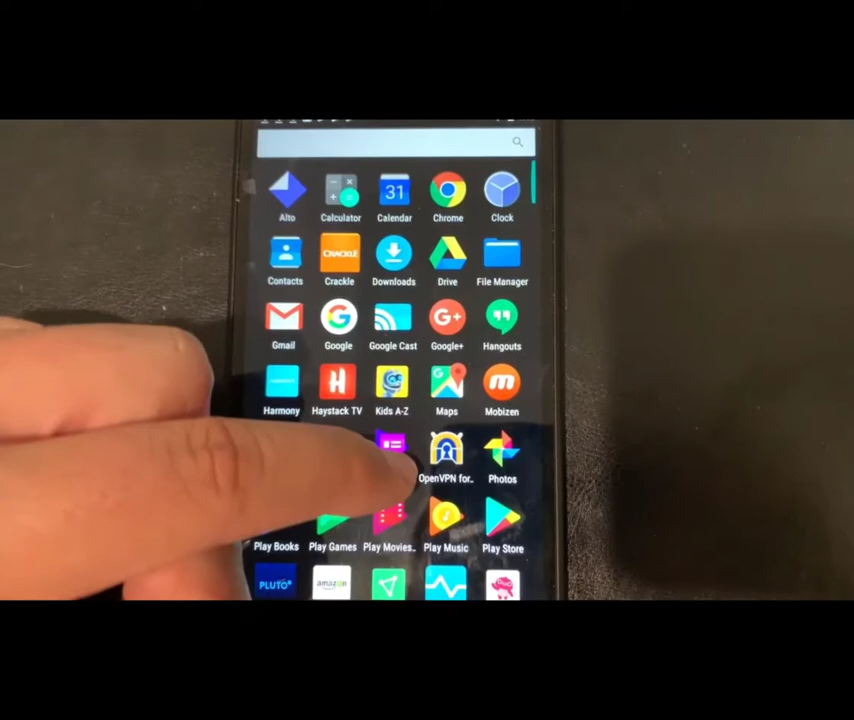 Alto Calculator Calendar Chrome Clock
31
CRACKLE
Contacts Crackle Downloads Drive File Manager
G G+
Gmail Google Google Cast Google+ Hangouts
H m
Harmony Haystack TV Kids A-Z Maps Mobizen
OpenVPN for.. Photos
Play Books Play Games Play Movies.. Play Music Play Store
PLUTO amazon